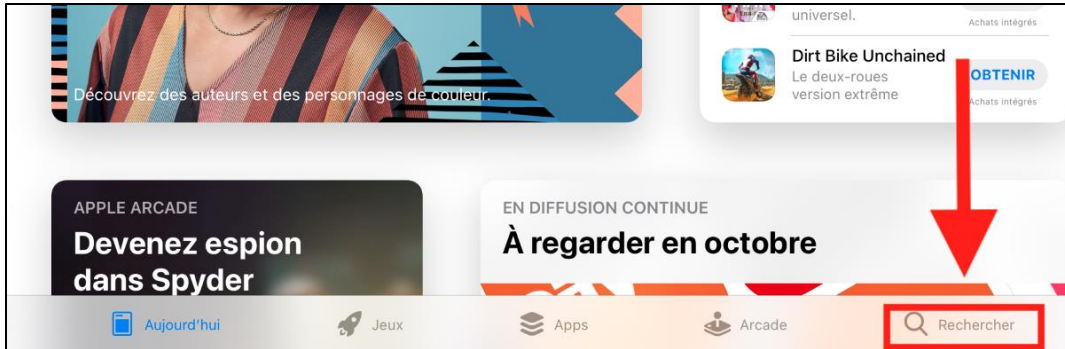 universel.
Achats intégrés
Dirt Bike Unchained
Le deux-roues
version extrême
OBTENIR
Achats intégrés
Découvrez des auteurs et des personnages de couleur.
APPLE ARCADE
Devenez espion
dans Spyder
EN DIFFUSION CONTINUE
À regarder en octobre
Aujourd'hui
Jeux
Apps
Arcade
Rechercher